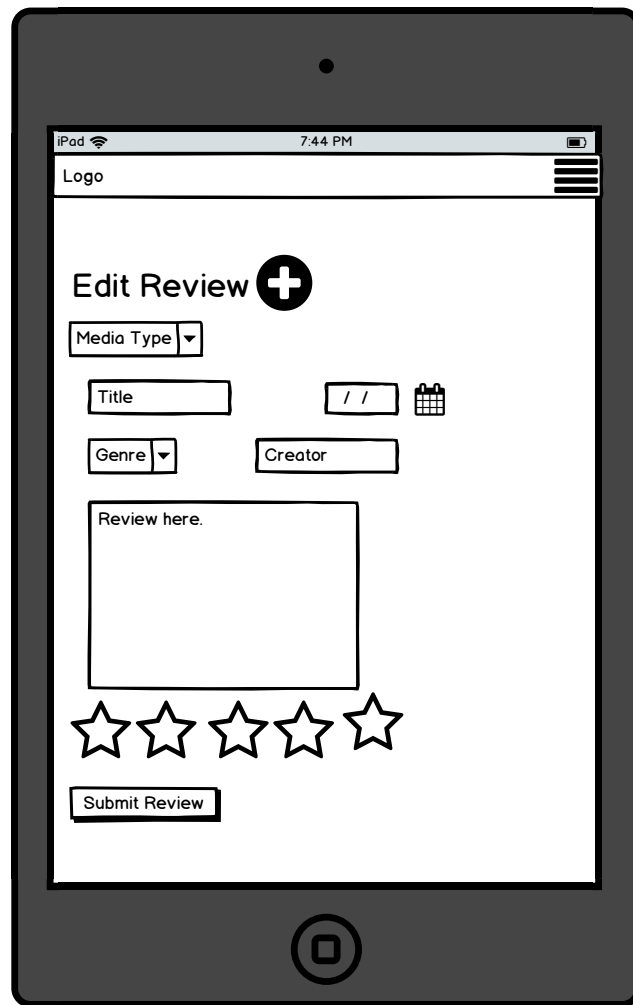 iPad 7:44 PM
Logo
Edit Review
Media Type
Title / /
Genre Creator
Review here.
Submit Review